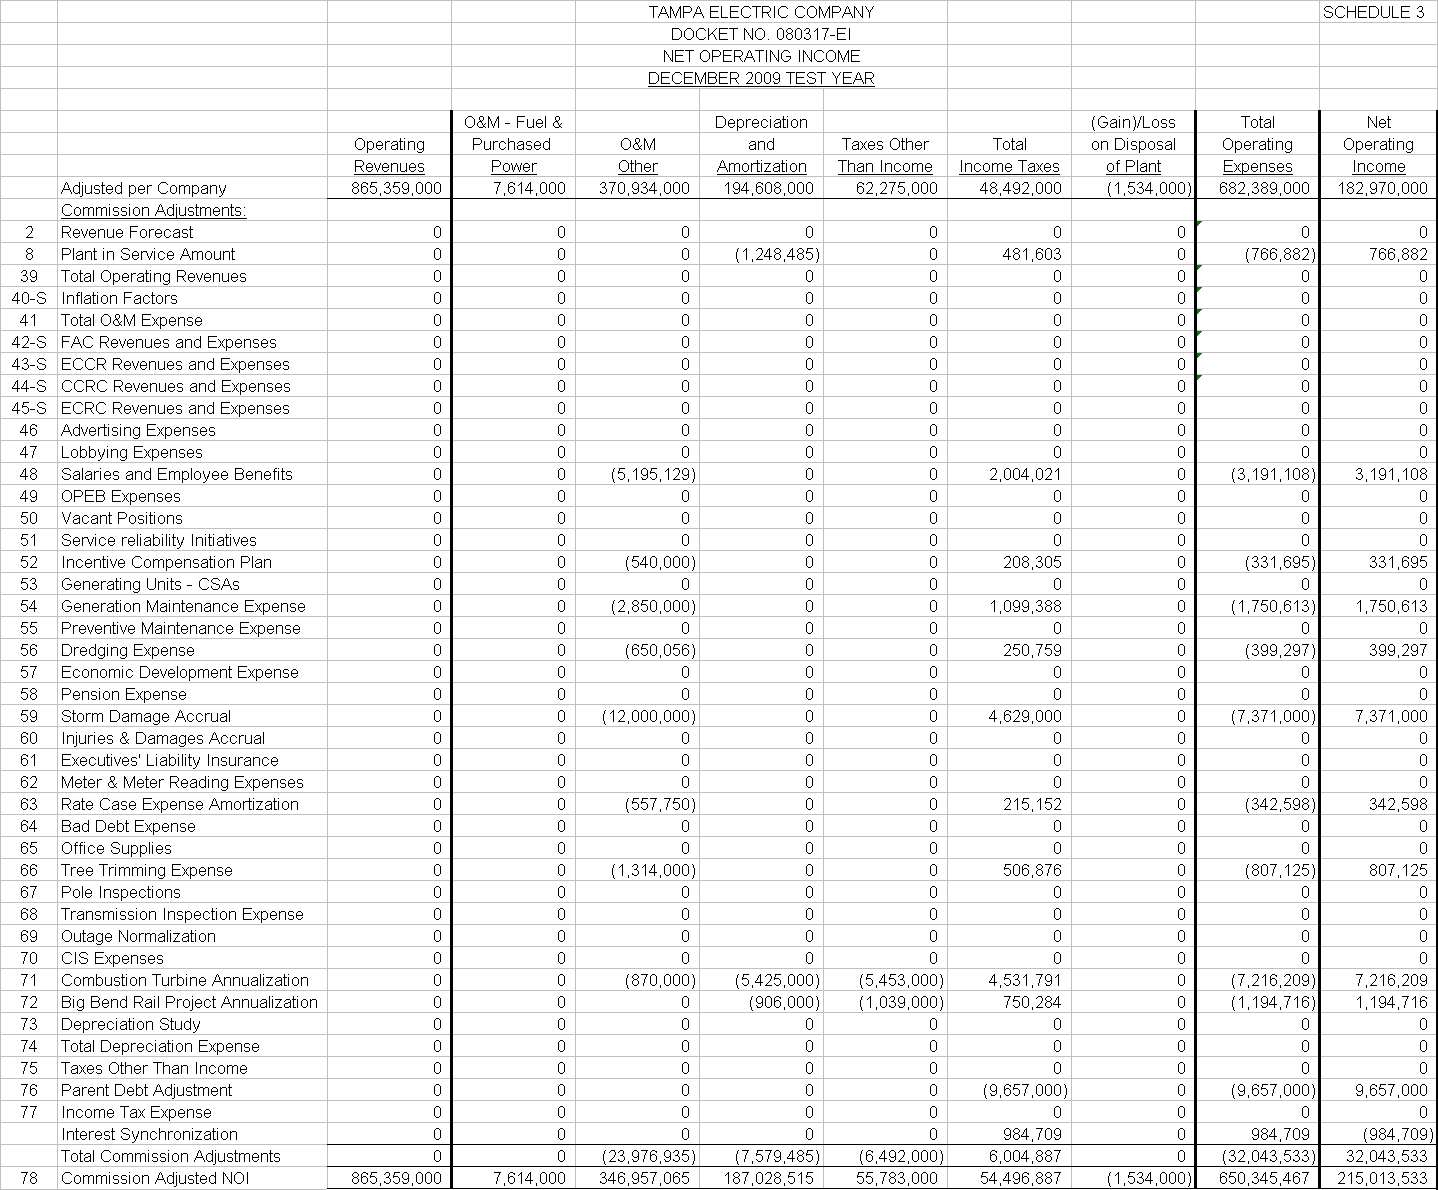 TAMPA ELECTRIC COMPANY SCHEDULE 3
DOCKET NO. 080317-EI
NET OPERATING INCOME
DECEMBER 2009 TEST YEAR
O&M - Fuel & Depreciation (Gain)/Loss Total Net
Operating Purchased O&M and Taxes Other Total on Disposal Operating Operating
Revenues Power Other Amortization Than Income Income Taxes of Plant Expenses Income
Adjusted per Company 865,359,000 7,614,000 370,934,000 194,608,000 62,275,000 48,492,000 (1,534,000) 682,389,000 182,970,000
Commission Adjustments:
2 Revenue Forecast 0 0 0 0 0 0 0 0 0
8 Plant in Service Amount 0 0 0 (1,248,485) 0 481,603 0 (766,882) 766,882
39 Total Operating Revenues 0 0 0 0 0 0 0 0 0
40-S Inflation Factors 0 0 0 0 0 0 0 0 0
41 Total O&M Expense 0 0 0 0 0 0 0 0 0
42-S FAC Revenues and Expenses 0 0 0 0 0 0 0 0 0
43-S ECCR Revenues and Expenses 0 0 0 0 0 0 0 0 0
44-S CCRC Revenues and Expenses 0 0 0 0 0 0 0 0 0
45-S ECRC Revenues and Expenses 0 0 0 0 0 0 0 0 0
46 Advertising Expenses 0 0 0 0 0 0 0 0 0
47 Lobbying Expenses 0 0 0 0 0 0 0 0 0
48 Salaries and Employee Benefits 0 0 (5,195,129) 0 0 2,004,021 0 (3,191,108) 3,191,108
49 OPEB Expenses 0 0 0 0 0 0 0 0 0
50 Vacant Positions 0 0 0 0 0 0 0 0 0
51 Service reliability Initiatives 0 0 0 0 0 0 0 0 0
52 Incentive Compensation Plan 0 0 (540,000) 0 0 208,305 0 (331,695) 331,695
53 Generating Units - CSAs 0 0 0 0 0 0 0 0 0
54 Generation Maintenance Expense 0 0 (2,850,000) 0 0 1,099,388 0 (1,750,613) 1,750,613
55 Preventive Maintenance Expense 0 0 0 0 0 0 0 0 0
56 Dredging Expense 0 0 (650,056) 0 0 250,759 0 (399,297) 399,297
57 Economic Development Expense 0 0 0 0 0 0 0 0 0
58 Pension Expense 0 0 0 0 0 0 0 0 0
59 Storm Damage Accrual 0 0 (12,000,000) 0 0 4,629,000 0 (7,371,000) 7,371,000
60 Injuries & Damages Accrual 0 0 0 0 0 0 0 0 0
61 Executives' Liability Insurance 0 0 0 0 0 0 0 0 0
62 Meter & Meter Reading Expenses 0 0 0 0 0 0 0 0 0
63 Rate Case Expense Amortization 0 0 (557,750) 0 0 215,152 0 (342,598) 342,598
64 Bad Debt Expense 0 0 0 0 0 0 0 0 0
65 Office Supplies 0 0 0 0 0 0 0 0 0
66 Tree Trimming Expense 0 0 (1,314,000) 0 0 506,876 0 (807,125) 807,125
67 Pole Inspections 0 0 0 0 0 0 0 0 0
68 Transmission Inspection Expense 0 0 0 0 0 0 0 0 0
69 Outage Normalization 0 0 0 0 0 0 0 0 0
70 CIS Expenses 0 0 0 0 0 0 0 0 0
71 Combustion Turbine Annualization 0 0 (870,000) (5,425,000) (5,453,000) 4,531,791 0 (7,216,209) 7,216,209
72 Big Bend Rail Project Annualization 0 0 0 (906,000) (1,039,000) 750,284 0 (1,194,716) 1,194,716
73 Depreciation Study 0 0 0 0 0 0 0 0 0
74 Total Depreciation Expense 0 0 0 0 0 0 0 0 0
75 Taxes Other Than Income 0 0 0 0 0 0 0 0 0
76 Parent Debt Adjustment 0 0 0 0 0 (9,657,000) 0 (9,657,000) 9,657,000
77 Income Tax Expense 0 0 0 0 0 0 0 0 0
Interest Synchronization 0 0 0 0 0 984,709 0 984,709 (984,709)
Total Commission Adjustments 0 0 (23,976,935) (7,579,485) (6,492,000) 6,004,887 0 (32,043,533) 32,043,533
78 Commission Adjusted NOI 865,359,000 7,614,000 346,957,065 187,028,515 55,783,000 54,496,887 (1,534,000) 650,345,467 215,013,533